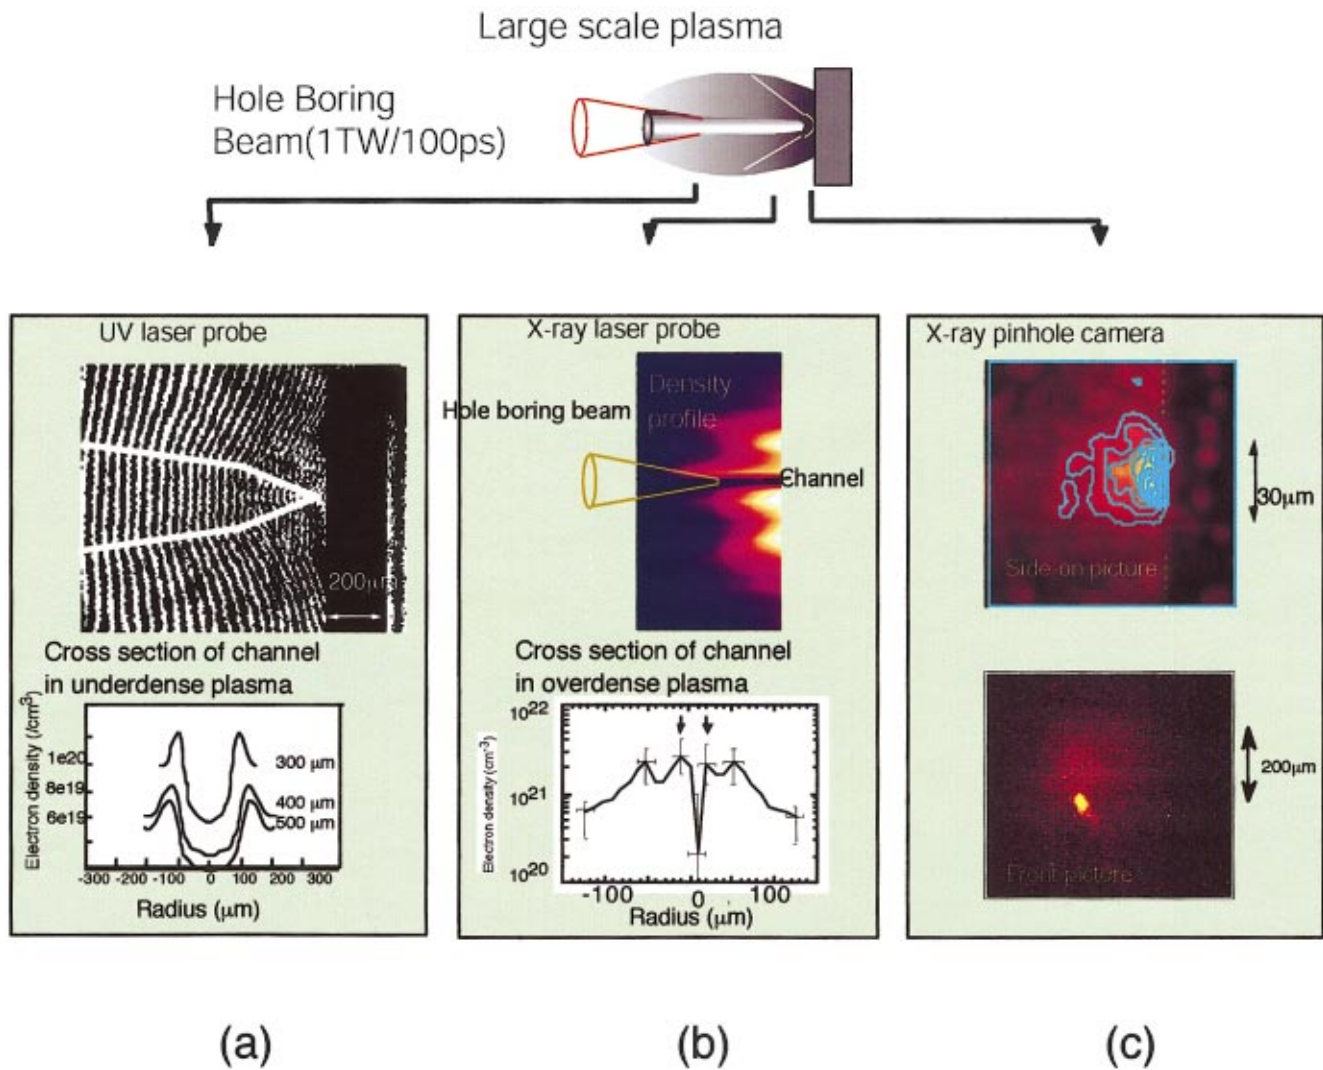 Large scale plasma
Hole Boring
Beam(1TW/100ps)
UV laser probe
200μm
Cross section of channel
in underdense plasma
Electron density (/cm³)
1e20
8e19
6e19
300 μm
400 μm
500 μm
-300 -200 -100 0 100 200 300
Radius (μm)
X-ray laser probe
Density
profile
Hole boring beam
Channel
Cross section of channel
in overdense plasma
Electron density (cm⁻³)
10²²
10²¹
10²⁰
-100 0 100
Radius (μm)
X-ray pinhole camera
30μm
Side-on picture
200μm
Front picture
(a) (b) (c)